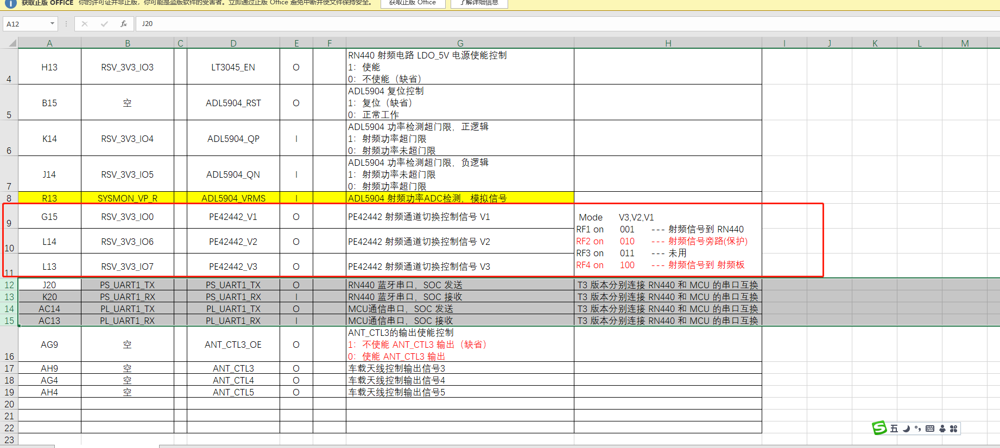 获取正版 OFFICE 你的许可证并非正版，你可能是盗版软件的受害者。立即通过正版 Office 避免中断并使文件保持安全。 获取正版 Office 了解详细信息
A12 fx J20
A B C D E F G H I J K L M
RN440 射频电路 LDO_5V 电源使能控制
4 H13 RSV_3V3_IO3 LT3045_EN O 1：使能
0：不使能（缺省）
ADL5904 复位控制
5 B15 空 ADL5904_RST O 1：复位（缺省）
0：正常工作
ADL5904 功率检测超门限，正逻辑
6 K14 RSV_3V3_IO4 ADL5904_QP I 1：射频功率超门限
0：射频功率未超门限
ADL5904 功率检测超门限，负逻辑
7 J14 RSV_3V3_IO5 ADL5904_QN I 1：射频功率未超门限
0：射频功率超门限
8 R13 SYSMON_VP_R ADL5904_VRMS I ADL5904 射频功率ADC检测，模拟信号
9 G15 RSV_3V3_IO0 PE42442_V1 O PE42442 射频通道切换控制信号 V1
10 L14 RSV_3V3_IO6 PE42442_V2 O PE42442 射频通道切换控制信号 V2
11 L13 RSV_3V3_IO7 PE42442_V3 O PE42442 射频通道切换控制信号 V3
Mode V3,V2,V1
RF1 on 001 --- 射频信号到 RN440
RF2 on 010 --- 射频信号旁路(保护)
RF3 on 011 --- 未用
RF4 on 100 --- 射频信号到 射频板
12 J20 PS_UART1_TX PS_UART1_TX O RN440 蓝牙串口，SOC 发送 T3 版本分别连接 RN440 和 MCU 的串口互换
13 K20 PS_UART1_RX PS_UART1_RX I RN440 蓝牙串口，SOC 接收 T3 版本分别连接 RN440 和 MCU 的串口互换
14 AC14 PL_UART1_TX PL_UART1_TX O MCU通信串口，SOC 发送 T3 版本分别连接 RN440 和 MCU 的串口互换
15 AC13 PL_UART1_RX PL_UART1_RX I MCU通信串口，SOC 接收 T3 版本分别连接 RN440 和 MCU 的串口互换
ANT_CTL3的输出使能控制
16 AG9 空 ANT_CTL3_OE O 1：不使能 ANT_CTL3 输出（缺省）
0：使能 ANT_CTL3 输出
17 AH9 空 ANT_CTL3 O 车载天线控制输出信号3
18 AG4 空 ANT_CTL4 O 车载天线控制输出信号4
19 AH4 空 ANT_CTL5 O 车载天线控制输出信号5
20
21
22
23
S 五